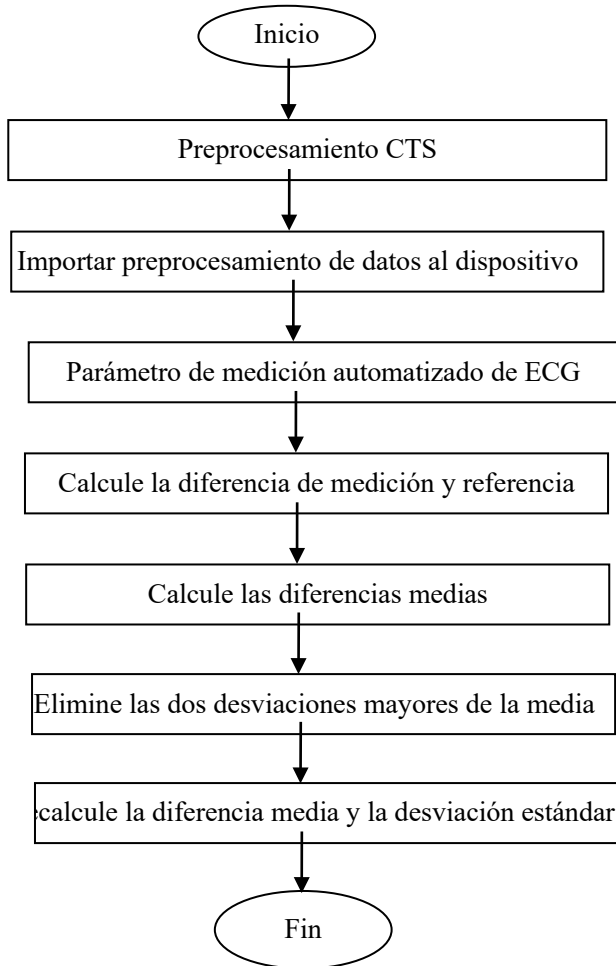 Inicio
Preprocesamiento CTS
Importar preprocesamiento de datos al dispositivo
Parámetro de medición automatizado de ECG
Calcule la diferencia de medición y referencia
Calcule las diferencias medias
Elimine las dos desviaciones mayores de la media
ecalcule la diferencia media y la desviación estándar
Fin